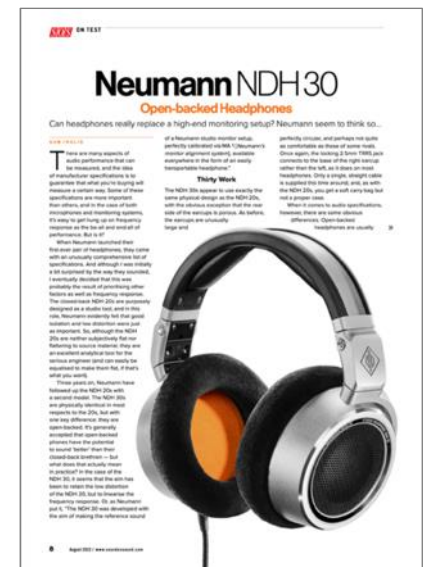 SOS ON TEST
Neumann NDH 30
Open-backed Headphones
Can headphones really replace a high-end monitoring setup? Neumann seem to think so...
SAM INGLIS
There are many aspects of
audio performance that can
be measured, and the idea
of manufacturer specifications is to
guarantee that what you're buying will
measure a certain way. Some of these
specifications are more important
than others, and in the case of both
microphones and monitoring systems,
it's easy to get hung up on frequency
response as the be-all and end-all of
performance. But is it?
When Neumann launched their
first-ever pair of headphones, they came
with an unusually comprehensive list of
specifications. And although I was initially
a bit surprised by the way they sounded,
I eventually decided that this was
probably the result of prioritising other
factors as well as frequency response.
The closed-back NDH 20s are purposely
designed as a studio tool, and in this
role, Neumann evidently felt that good
isolation and low distortion were just
as important. So, although the NDH
20s are neither subjectively flat nor
flattering to source material, they are
an excellent analytical tool for the
serious engineer (and can easily be
equalised to make them flat, if that's
what you want).
Three years on, Neumann have
followed up the NDH 20s with
a second model. The NDH 30s
are physically identical in most
respects to the 20s, but with
one key difference: they are
open-backed. It's generally
accepted that open-backed
phones have the potential
to sound 'better' than their
closed-back brethren — but
what does that actually mean
in practice? In the case of the
NDH 30, it seems that the aim has
been to retain the low distortion
of the NDH 20, but to linearise the
frequency response. Or, as Neumann
put it, "The NDH 30 was developed with
the aim of making the reference sound
of a Neumann studio monitor setup,
perfectly calibrated via MA 1 (Neumann's
monitor alignment system), available
everywhere in the form of an easily
transportable headphone."
Thirty Work
The NDH 30s appear to use exactly the
same physical design as the NDH 20s,
with the obvious exception that the rear
side of the earcups is porous. As before,
the earcups are unusually
large and
perfectly circular, and perhaps not quite
as comfortable as those of some rivals.
Once again, the locking 2.5mm TRRS jack
connects to the base of the right earcup
rather than the left, as it does on most
headphones. Only a single, straight cable
is supplied this time around, and, as with
the NDH 20s, you get a soft carry bag but
not a proper case.
When it comes to audio specifications,
however, there are some obvious
differences. Open-backed
headphones are usually
8 August 2022 / www.soundonsound.com